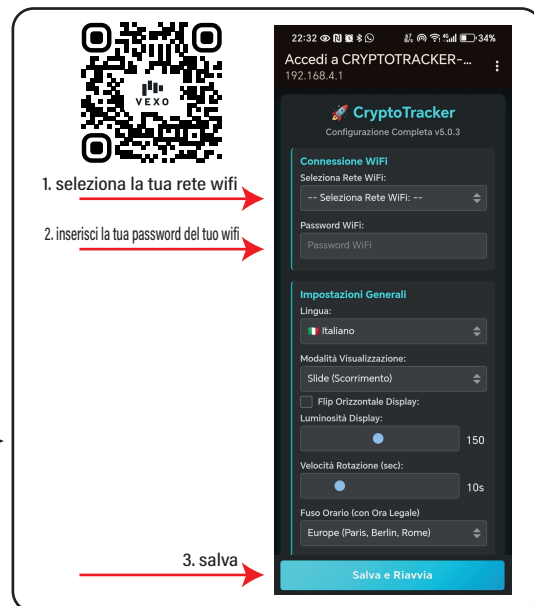 VEXO
1. seleziona la tua rete wifi
2. inserisci la tua password del tuo wifi
3. salva
22:32 34%
Accedi a CRYPTOTRACKER-...
192.168.4.1
🚀 CryptoTracker
Configurazione Completa v5.0.3
Connessione WiFi
Seleziona Rete WiFi:
-- Seleziona Rete WiFi: --
Password WiFi:
Password WiFi
Impostazioni Generali
Lingua:
🇮🇹 Italiano
Modalità Visualizzazione:
Slide (Scorrimento)
Flip Orizzontale Display:
Luminosità Display:
150
Velocità Rotazione (sec):
10s
Fuso Orario (con Ora Legale)
Europe (Paris, Berlin, Rome)
Salva e Riavvia